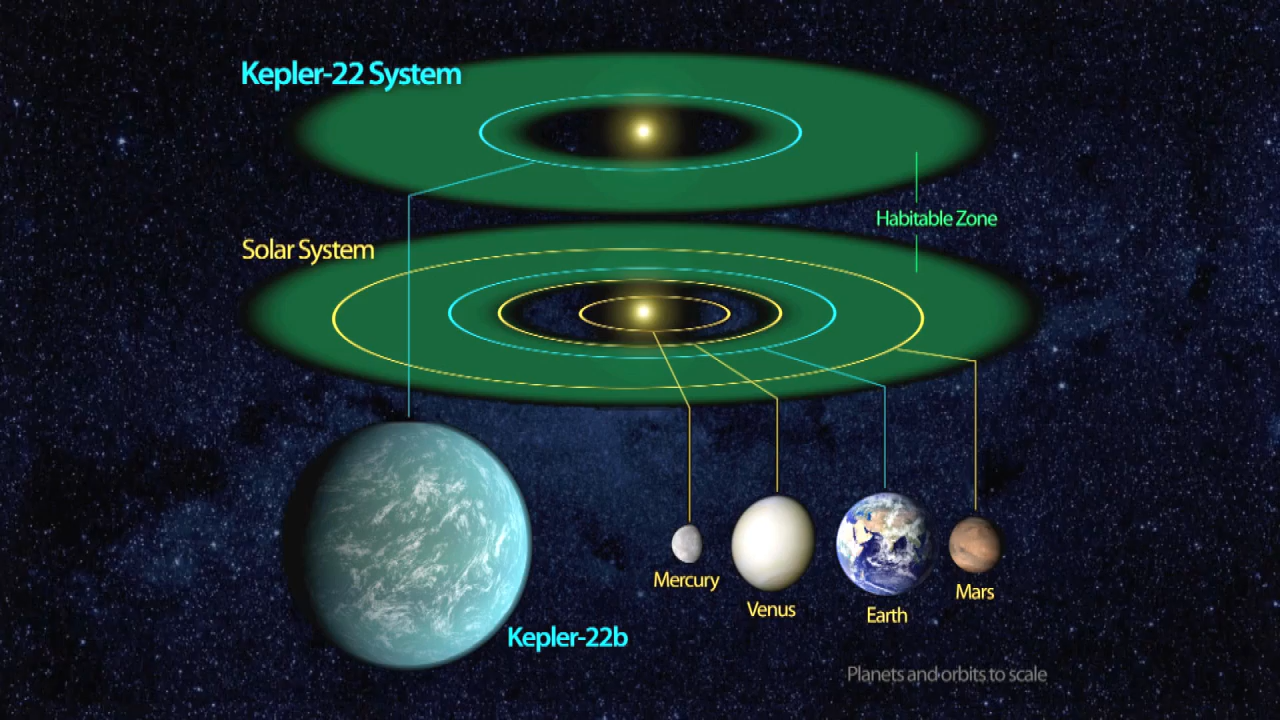 Kepler-22 System
Habitable Zone
Solar System
Mercury
Venus
Earth
Mars
Kepler-22b
Planets and orbits to scale